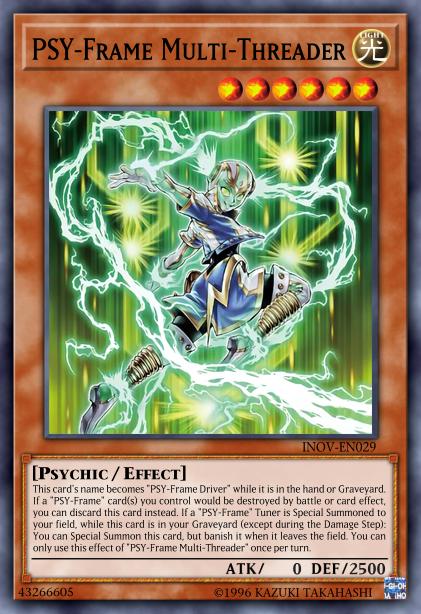 PSY-Frame Multi-Threader
LIGHT
光
INOV-EN029
[Psychic / Effect]
This card's name becomes "PSY-Frame Driver" while it is in the hand or Graveyard.
If a "PSY-Frame" card(s) you control would be destroyed by battle or card effect,
you can discard this card instead. If a "PSY-Frame" Tuner is Special Summoned to
your field, while this card is in your Graveyard (except during the Damage Step):
You can Special Summon this card, but banish it when it leaves the field. You can
only use this effect of "PSY-Frame Multi-Threader" once per turn.
ATK/ 0 DEF/2500
43266605
©1996 KAZUKI TAKAHASHI